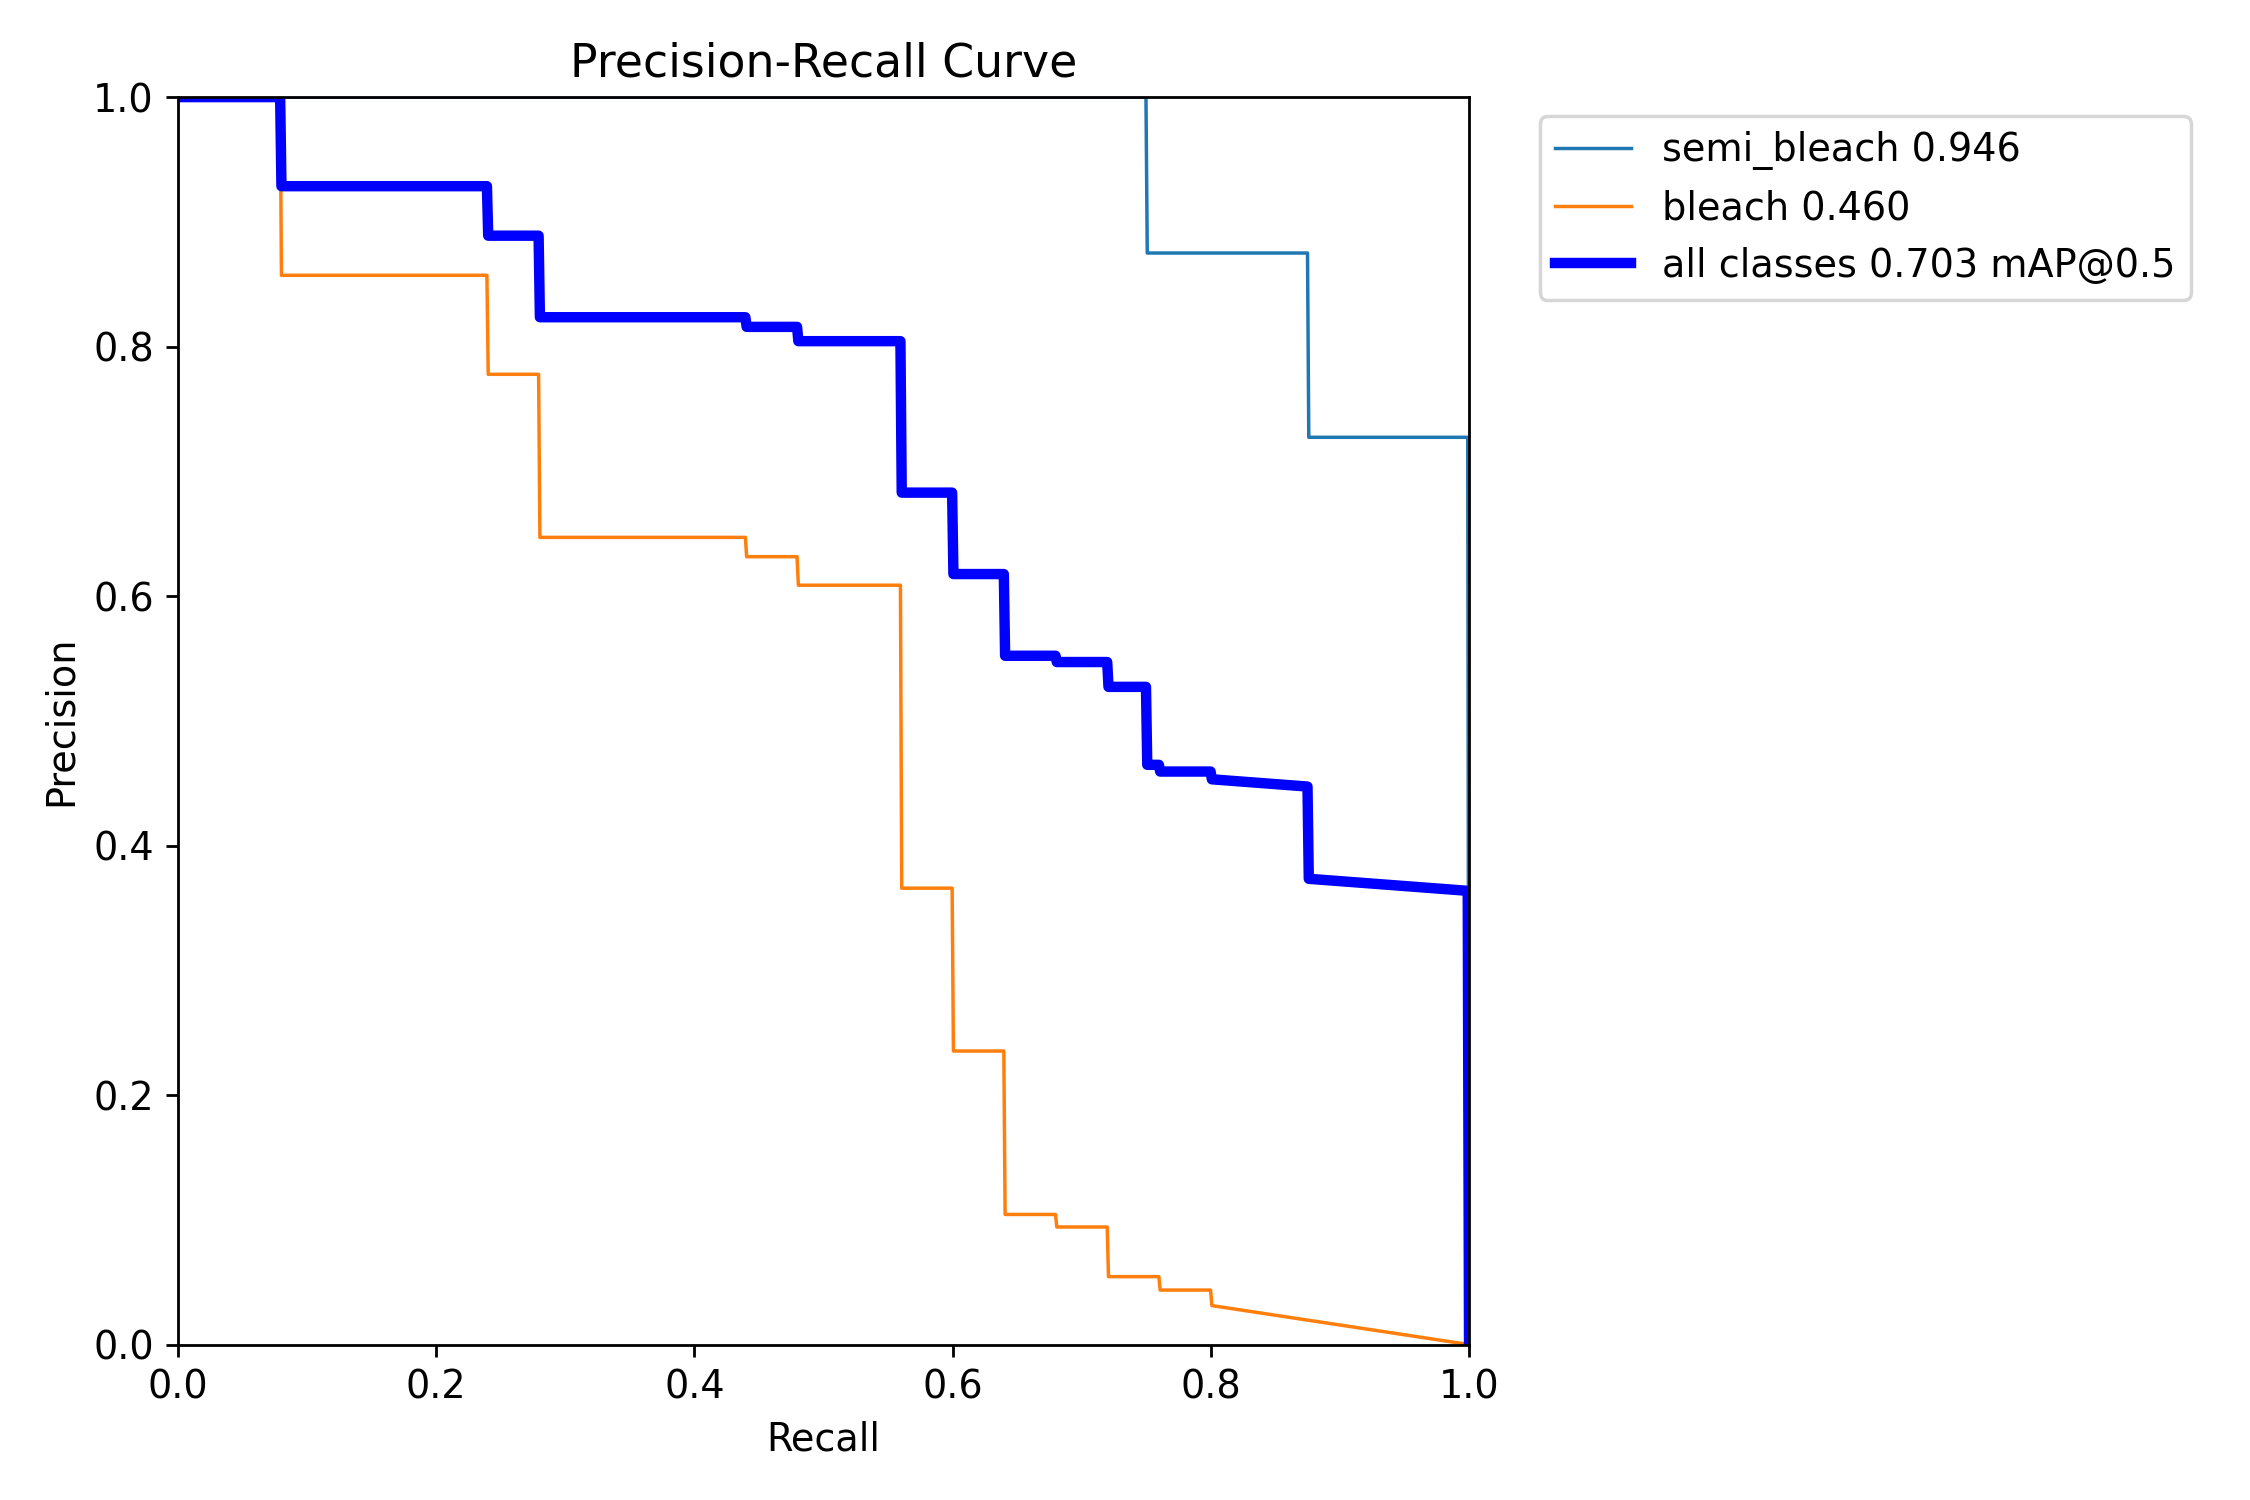 Precision-Recall Curve
1.0
0.8
0.6
0.4
0.2
0.0
Precision
0.0 0.2 0.4 0.6 0.8 1.0
Recall
semi_bleach 0.946
bleach 0.460
all classes 0.703 mAP@0.5